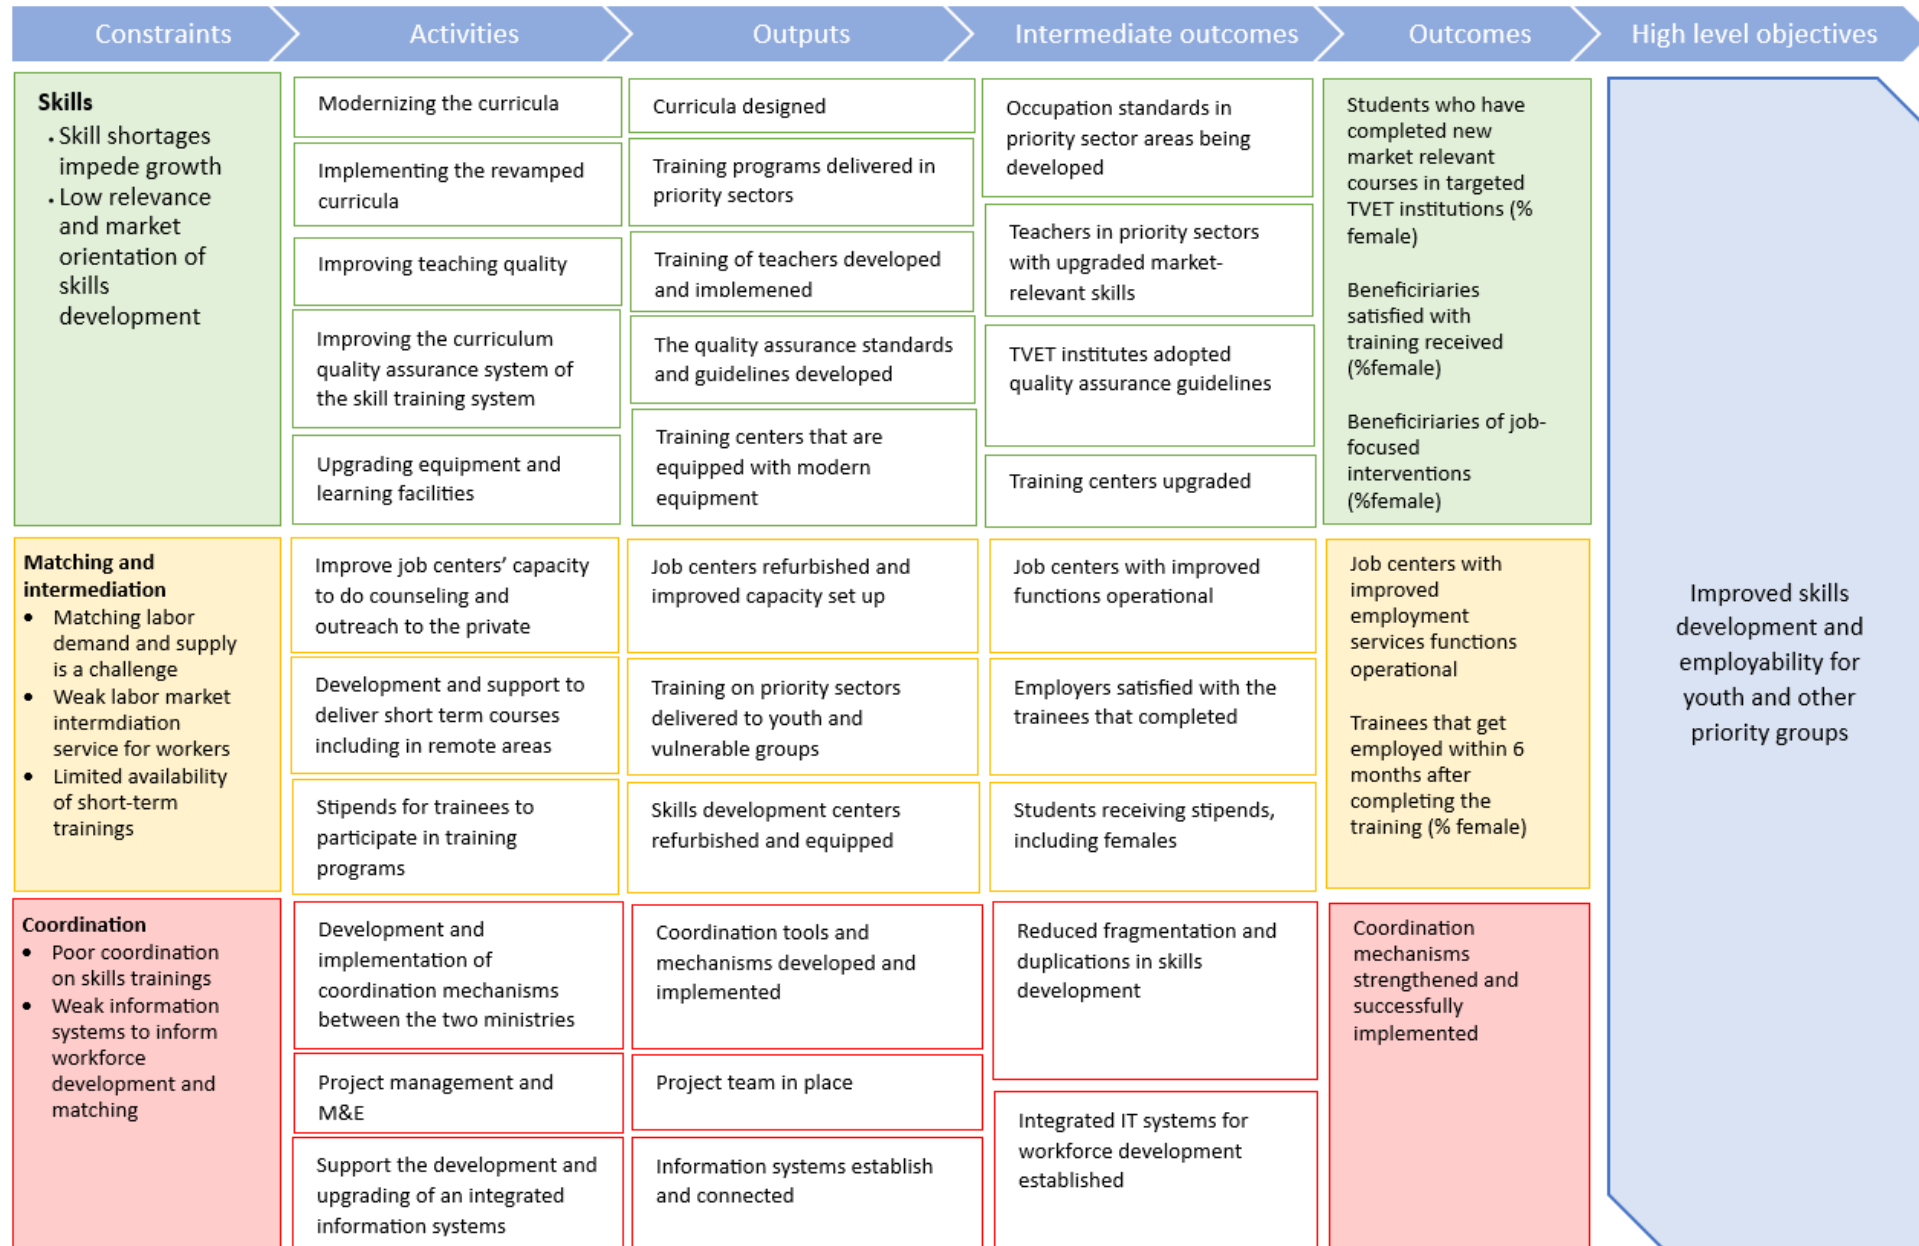 Constraints
Activities
Outputs
Intermediate outcomes
Outcomes
High level objectives
Skills
• Skill shortages
impede growth
• Low relevance
and market
orientation of
skills
development
Modernizing the curricula
Implementing the revamped
curricula
Improving teaching quality
Improving the curriculum
quality assurance system of
the skill training system
Upgrading equipment and
learning facilities
Curricula designed
Training programs delivered in
priority sectors
Training of teachers developed
and implemened
The quality assurance standards
and guidelines developed
Training centers that are
equipped with modern
equipment
Occupation standards in
priority sector areas being
developed
Teachers in priority sectors
with upgraded market-
relevant skills
TVET institutes adopted
quality assurance guidelines
Training centers upgraded
Students who have
completed new
market relevant
courses in targeted
TVET institutions (%
female)
Beneficiriaries
satisfied with
training received
(%female)
Beneficiriaries of job-
focused
interventions
(%female)
Matching and
intermediation
• Matching labor
demand and supply
is a challenge
• Weak labor market
intermdiation
service for workers
• Limited availability
of short-term
trainings
Improve job centers’ capacity
to do counseling and
outreach to the private
Development and support to
deliver short term courses
including in remote areas
Stipends for trainees to
participate in training
programs
Job centers refurbished and
improved capacity set up
Training on priority sectors
delivered to youth and
vulnerable groups
Skills development centers
refurbished and equipped
Job centers with improved
functions operational
Employers satisfied with the
trainees that completed
Students receiving stipends,
including females
Job centers with
improved
employment
services functions
operational
Trainees that get
employed within 6
months after
completing the
training (% female)
Coordination
• Poor coordination
on skills trainings
• Weak information
systems to inform
workforce
development and
matching
Development and
implementation of
coordination mechanisms
between the two ministries
Project management and
M&E
Support the development and
upgrading of an integrated
information systems
Coordination tools and
mechanisms developed and
implemented
Project team in place
Information systems establish
and connected
Reduced fragmentation and
duplications in skills
development
Integrated IT systems for
workforce development
established
Coordination
mechanisms
strengthened and
successfully
implemented
Improved skills
development and
employability for
youth and other
priority groups